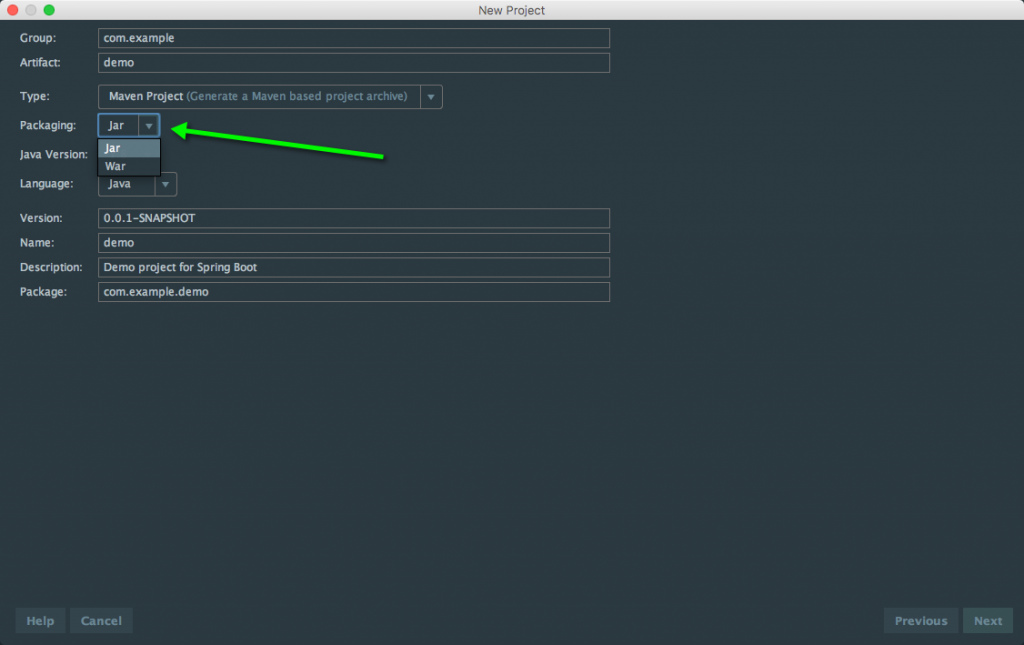 New Project
Group: com.example
Artifact: demo
Type: Maven Project (Generate a Maven based project archive)
Packaging: Jar
Jar
Java Version:
War
Language: Java
Version: 0.0.1-SNAPSHOT
Name: demo
Description: Demo project for Spring Boot
Package: com.example.demo
Help Cancel Previous Next